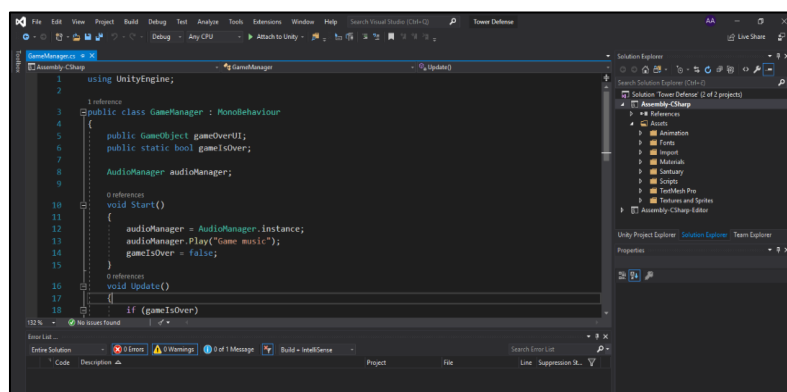 File Edit View Project Build Debug Test Analyze Tools Extensions Window Help Search Visual Studio (Ctrl+Q) Tower Defense AA
Debug Any CPU Attach to Unity Live Share
Toolbox
GameManager.cs
Assembly-CSharp GameManager Update()
1 using UnityEngine;
2
1 reference
3 public class GameManager : MonoBehaviour
4 {
5 public GameObject gameOverUI;
6 public static bool gameIsOver;
7
8 AudioManager audioManager;
9
0 references
10 void Start()
11 {
12 audioManager = AudioManager.instance;
13 audioManager.Play("Game music");
14 gameIsOver = false;
15 }
0 references
16 void Update()
17 {
18 if (gameIsOver)
132 % No issues found
Error List ...
Entire Solution 0 Errors 0 Warnings 0 of 1 Message Build + IntelliSense Search Error List
Code Description Project File Line Suppression St...
Solution Explorer
Search Solution Explorer (Ctrl+;)
Solution 'Tower Defense' (2 of 2 projects)
Assembly-CSharp
References
Assets
Animation
Fonts
Import
Materials
Santuary
Scripts
TextMesh Pro
Textures and Sprites
Assembly-CSharp-Editor
Unity Project Explorer Solution Explorer Team Explorer
Properties